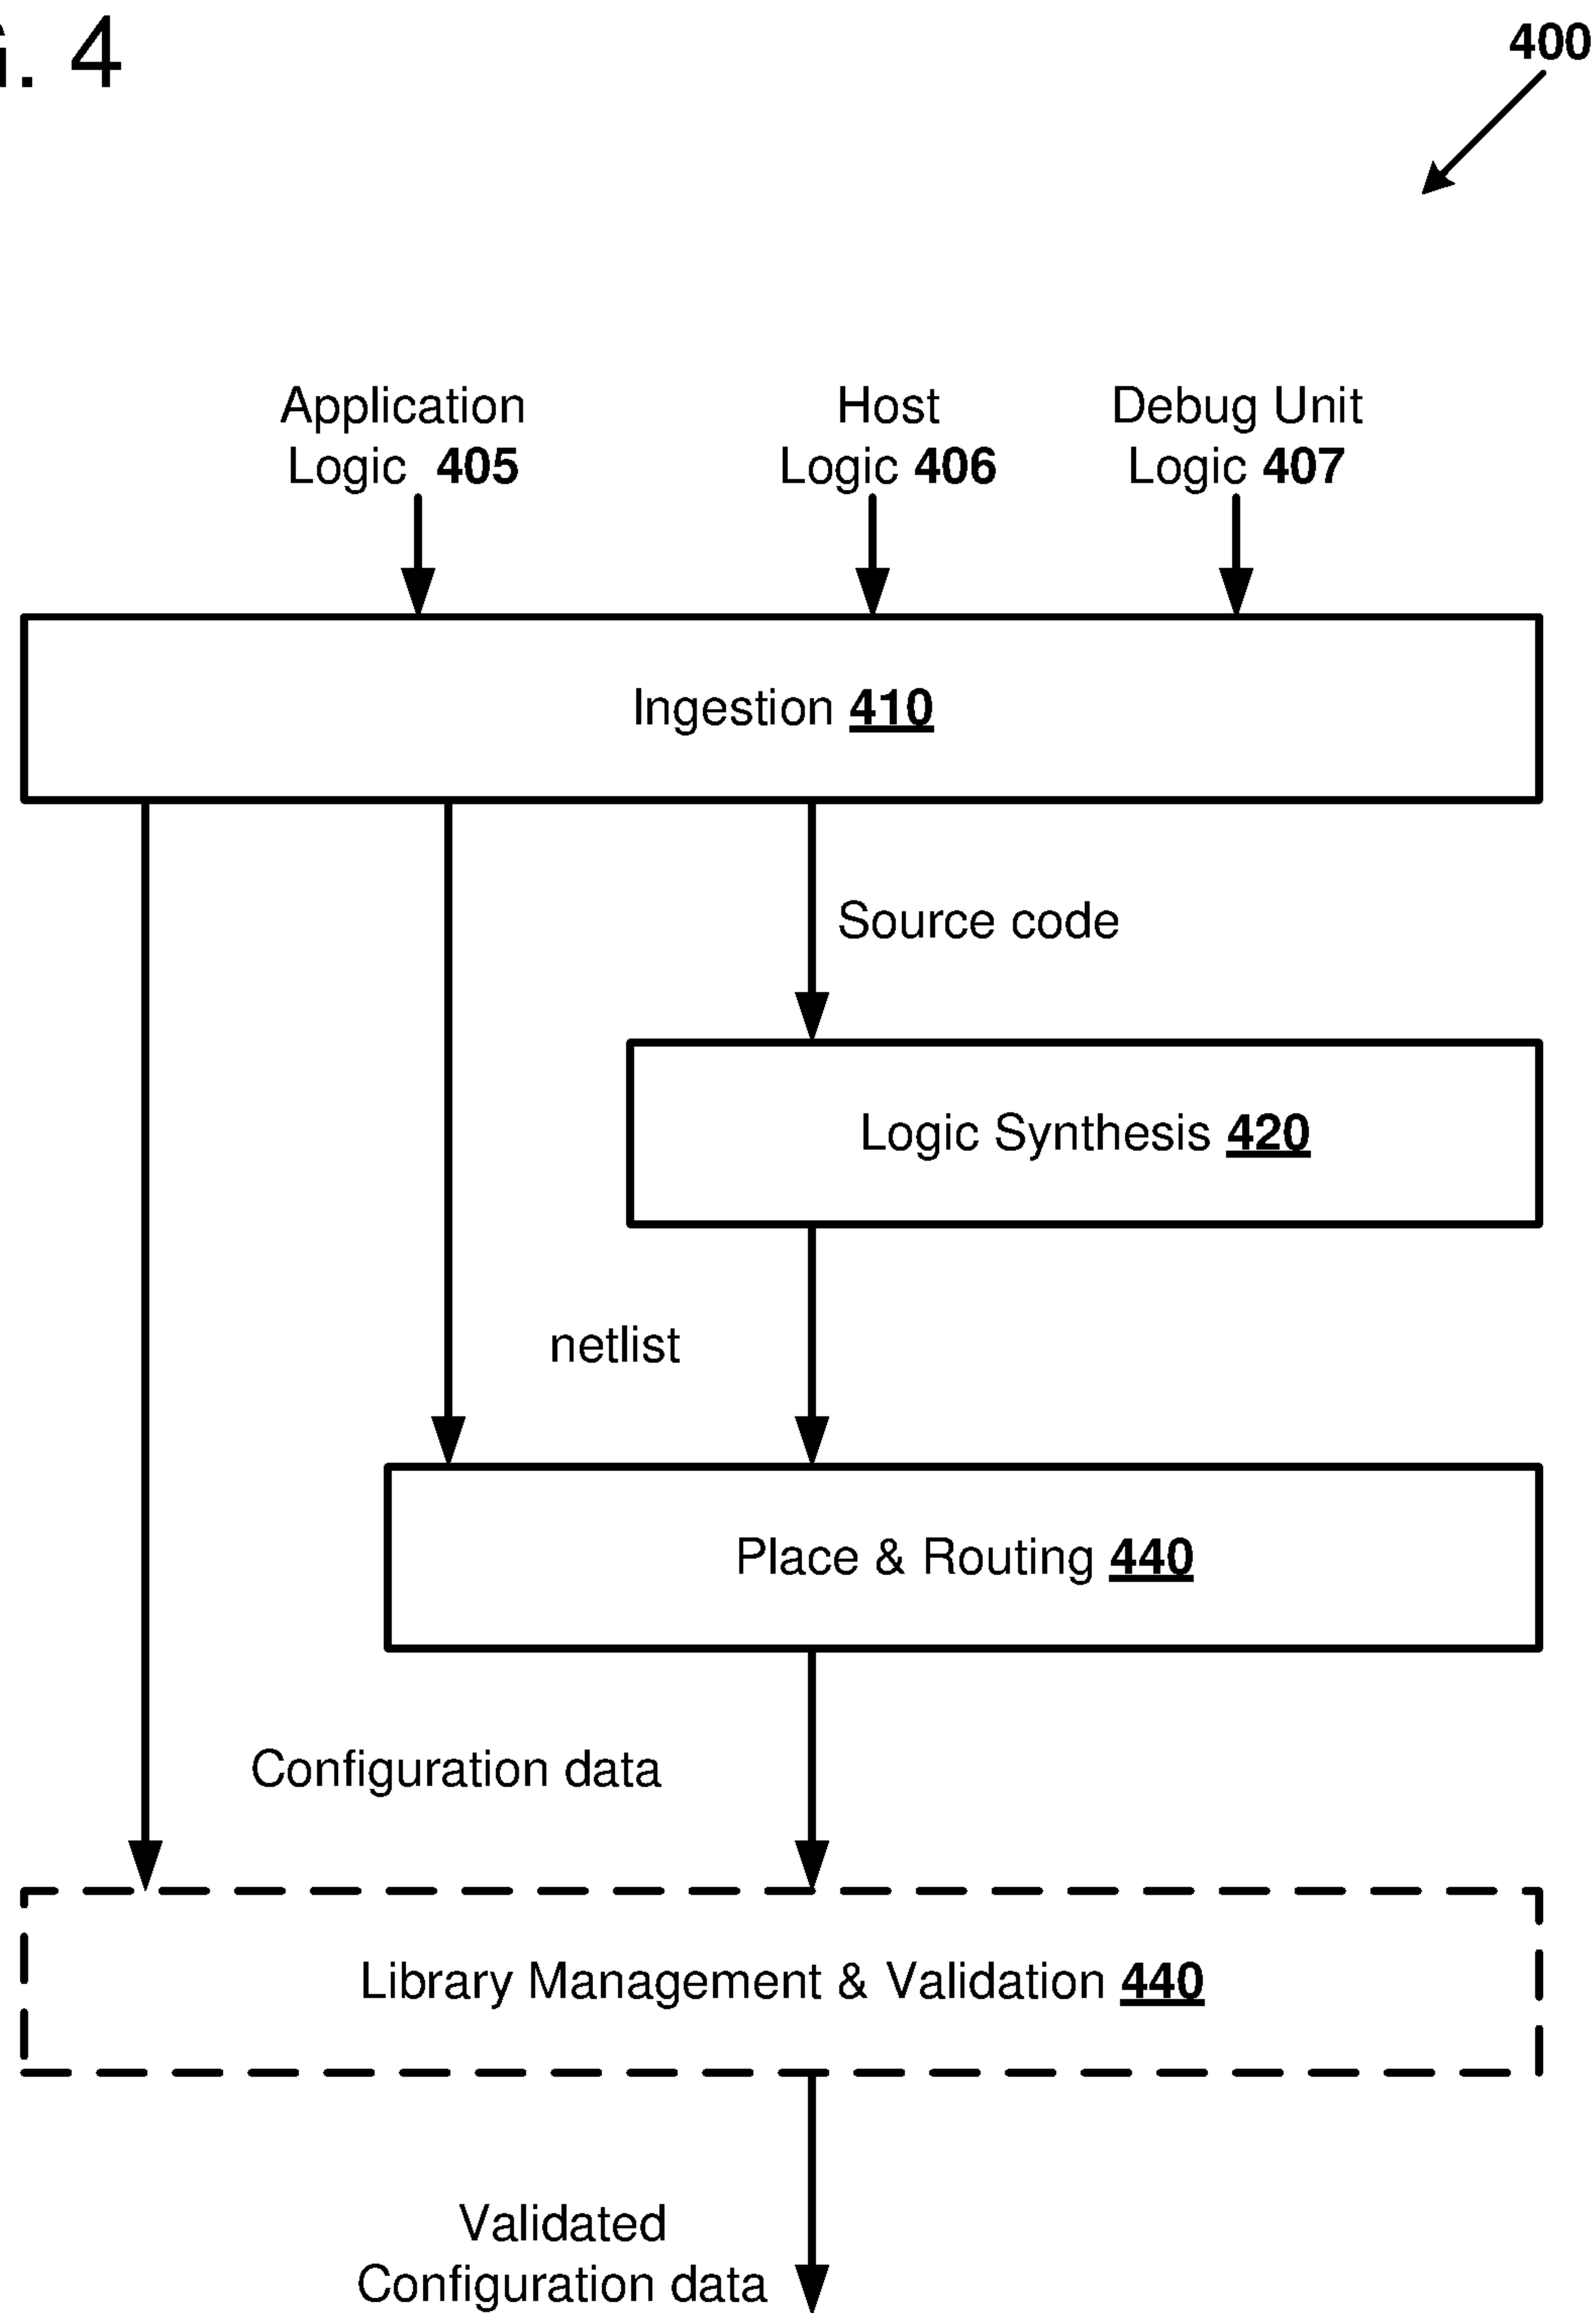 . 4
400
Application
Logic 405
Host
Logic 406
Debug Unit
Logic 407
Ingestion 410
Source code
Logic Synthesis 420
netlist
Place & Routing 440
Configuration data
Library Management & Validation 440
Validated
Configuration data